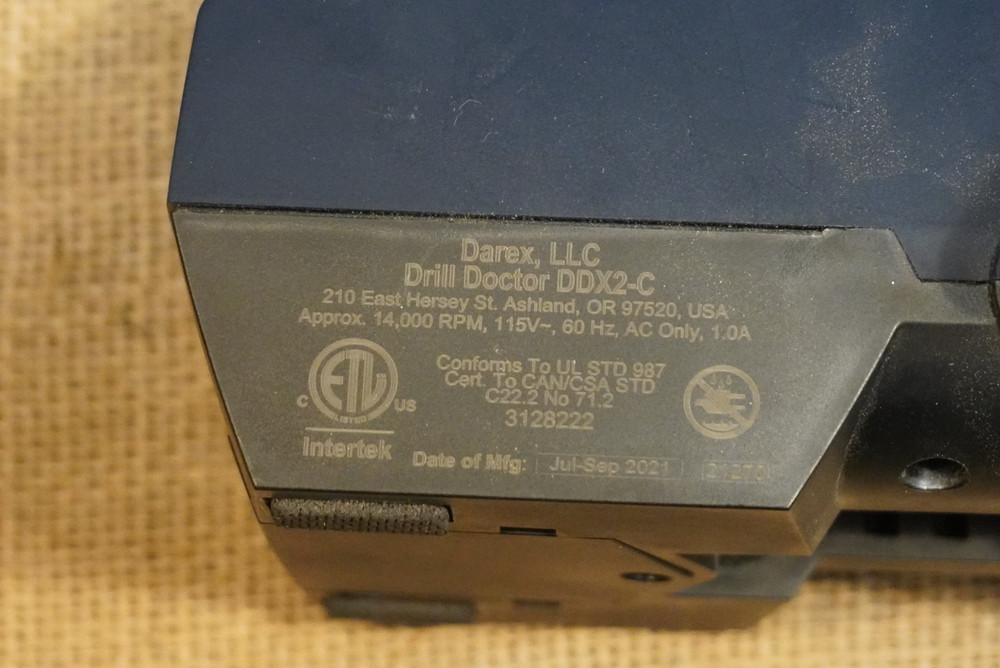 Darex, LLC
Drill Doctor DDX2-C
210 East Hersey St. Ashland, OR 97520, USA
Approx. 14,000 RPM, 115V~, 60 Hz, AC Only, 1.0A
Conforms To UL STD 987
Cert. To CAN/CSA STD
C22.2 No 71.2
3128222
ETL
LISTED
C US
Intertek
Date of Mfg: Jul-Sep 2021 21270